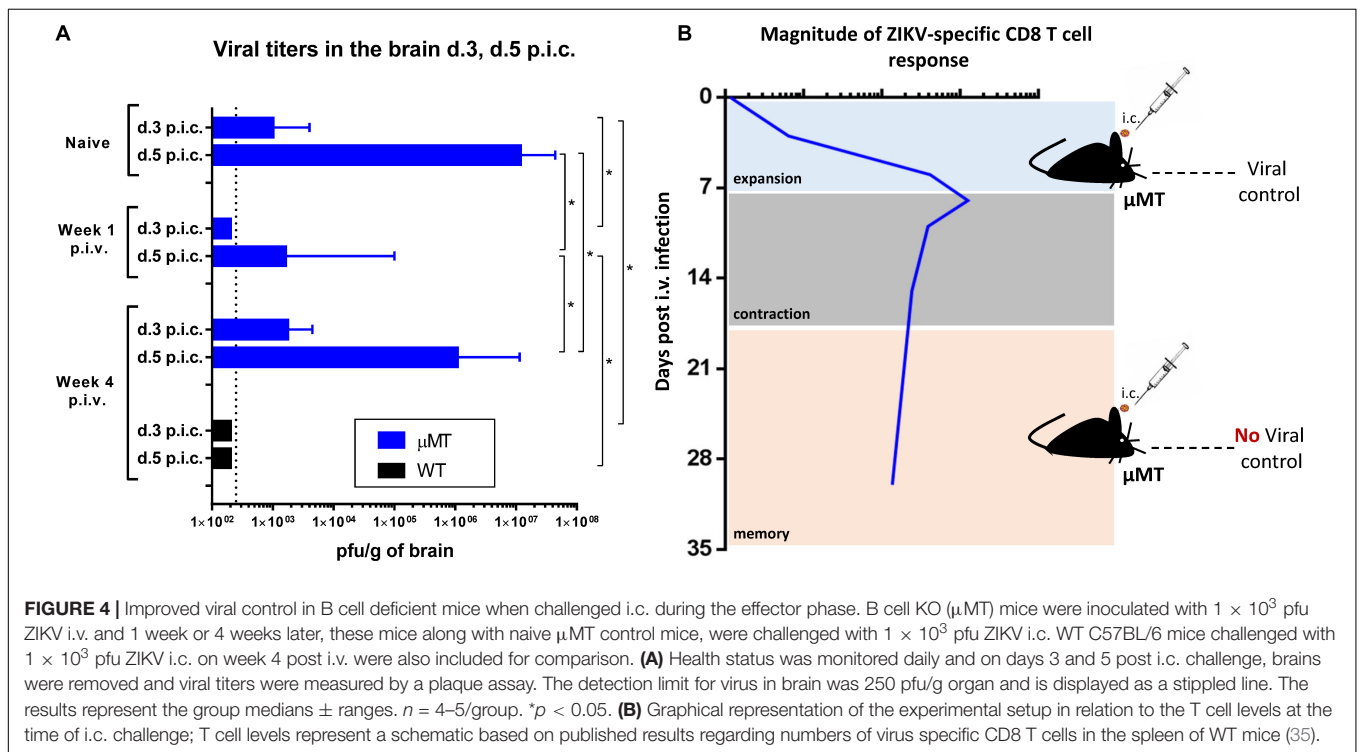 A
Viral titers in the brain d.3, d.5 p.i.c.
Naive
d.3 p.i.c.
d.5 p.i.c.
Week 1
p.i.v.
d.3 p.i.c.
d.5 p.i.c.
Week 4
p.i.v.
d.3 p.i.c.
d.5 p.i.c.
d.3 p.i.c.
d.5 p.i.c.
μMT
WT
* * * * * *
1×10⁰² 1×10⁰³ 1×10⁰⁴ 1×10⁰⁵ 1×10⁰⁶ 1×10⁰⁷ 1×10⁰⁸
pfu/g of brain
B
Magnitude of ZIKV-specific CD8 T cell
response
Days post i.v. infection
0
7
14
21
28
35
expansion
contraction
memory
i.c.
μMT
Viral
control
i.c.
μMT
No Viral
control
FIGURE 4 | Improved viral control in B cell deficient mice when challenged i.c. during the effector phase. B cell KO (μMT) mice were inoculated with 1 × 10³ pfu
ZIKV i.v. and 1 week or 4 weeks later, these mice along with naive μMT control mice, were challenged with 1 × 10³ pfu ZIKV i.c. WT C57BL/6 mice challenged with
1 × 10³ pfu ZIKV i.c. on week 4 post i.v. were also included for comparison. (A) Health status was monitored daily and on days 3 and 5 post i.c. challenge, brains
were removed and viral titers were measured by a plaque assay. The detection limit for virus in brain was 250 pfu/g organ and is displayed as a stippled line. The
results represent the group medians ± ranges. n = 4–5/group. *p < 0.05. (B) Graphical representation of the experimental setup in relation to the T cell levels at the
time of i.c. challenge; T cell levels represent a schematic based on published results regarding numbers of virus specific CD8 T cells in the spleen of WT mice (35).